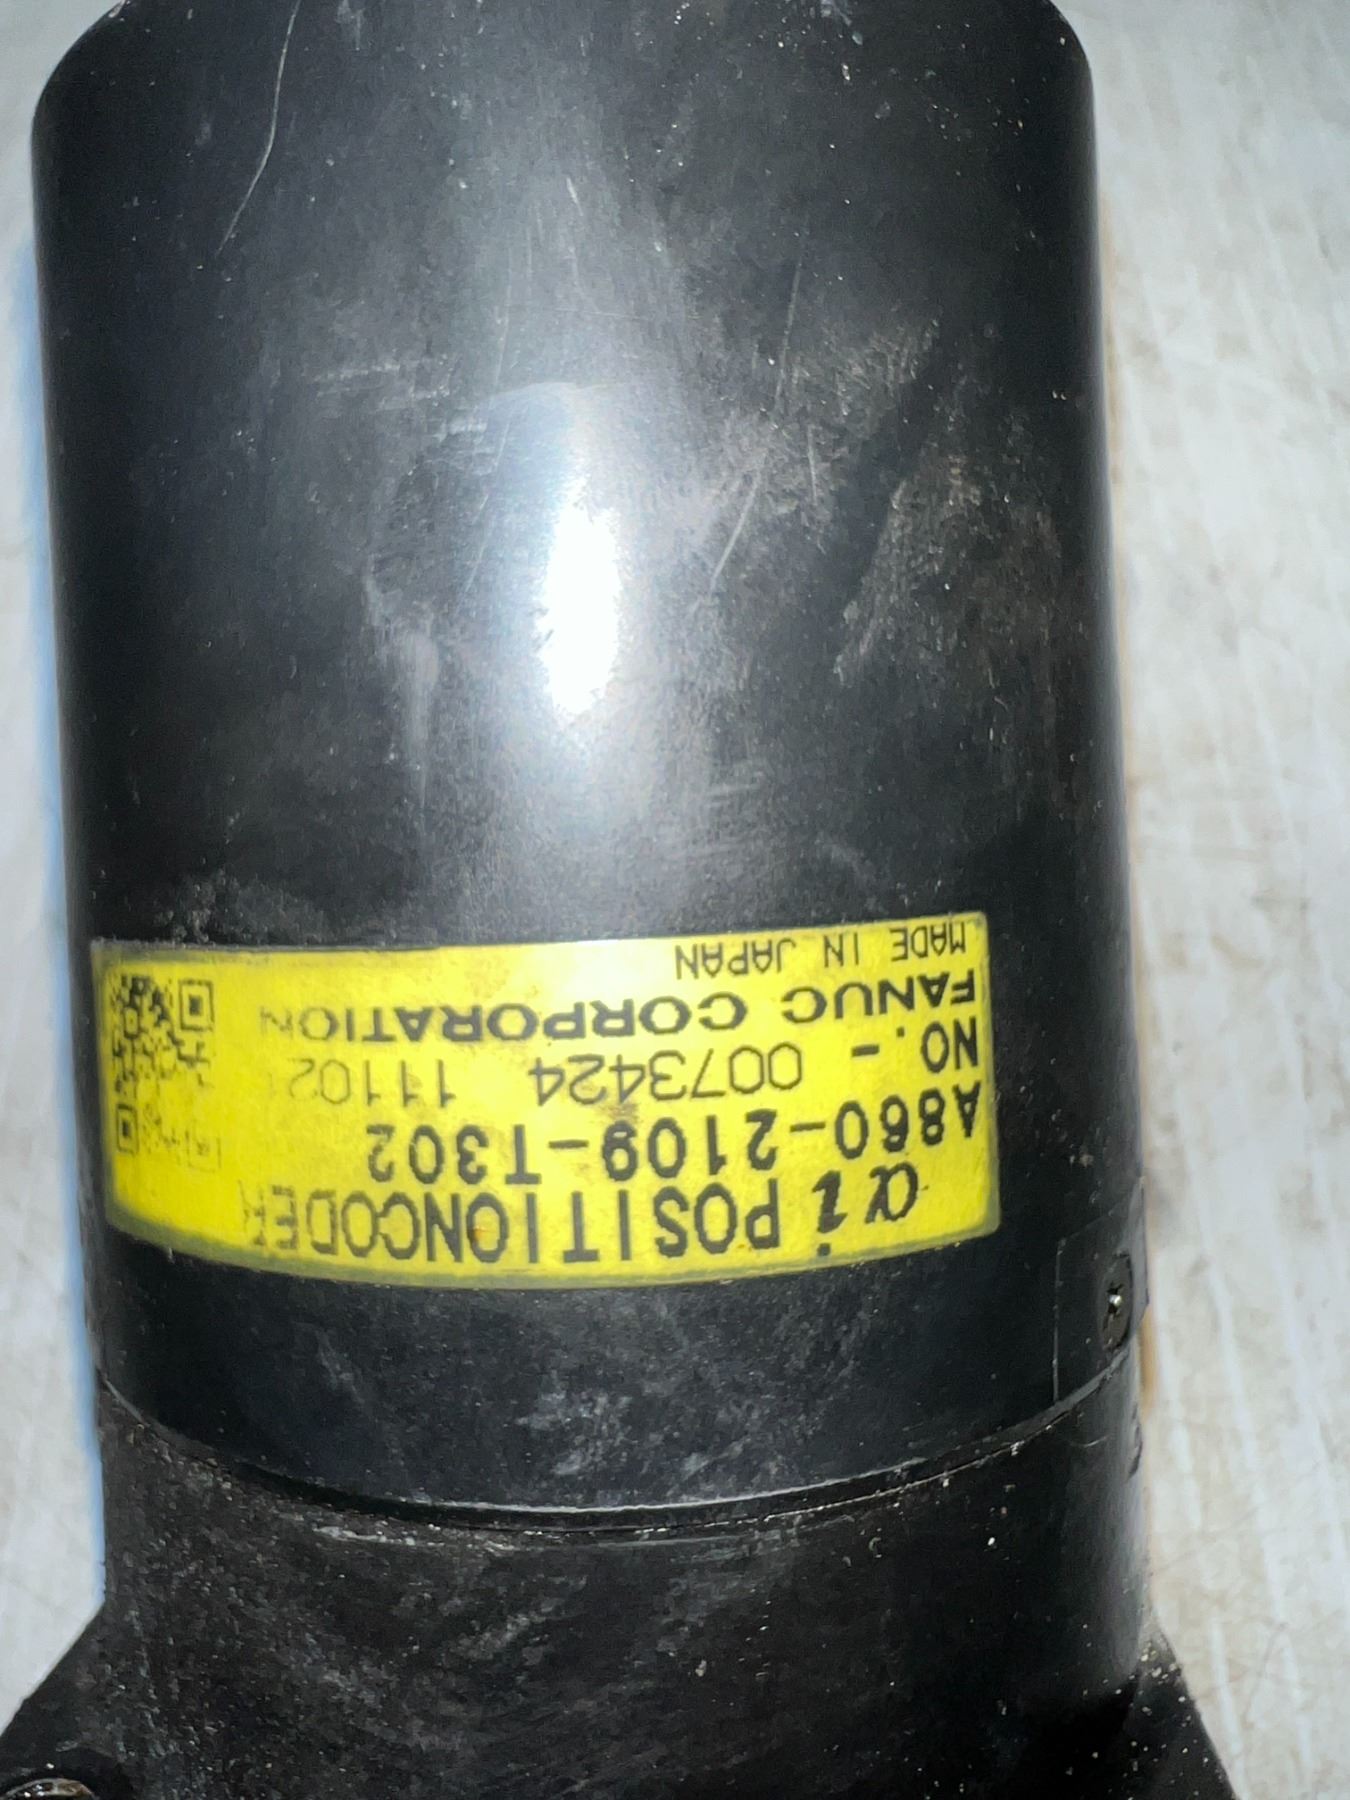 αi POSITIONCODER
A860-2109-T302
NO.- 0073424 11102
FANUC CORPORATION
MADE IN JAPAN